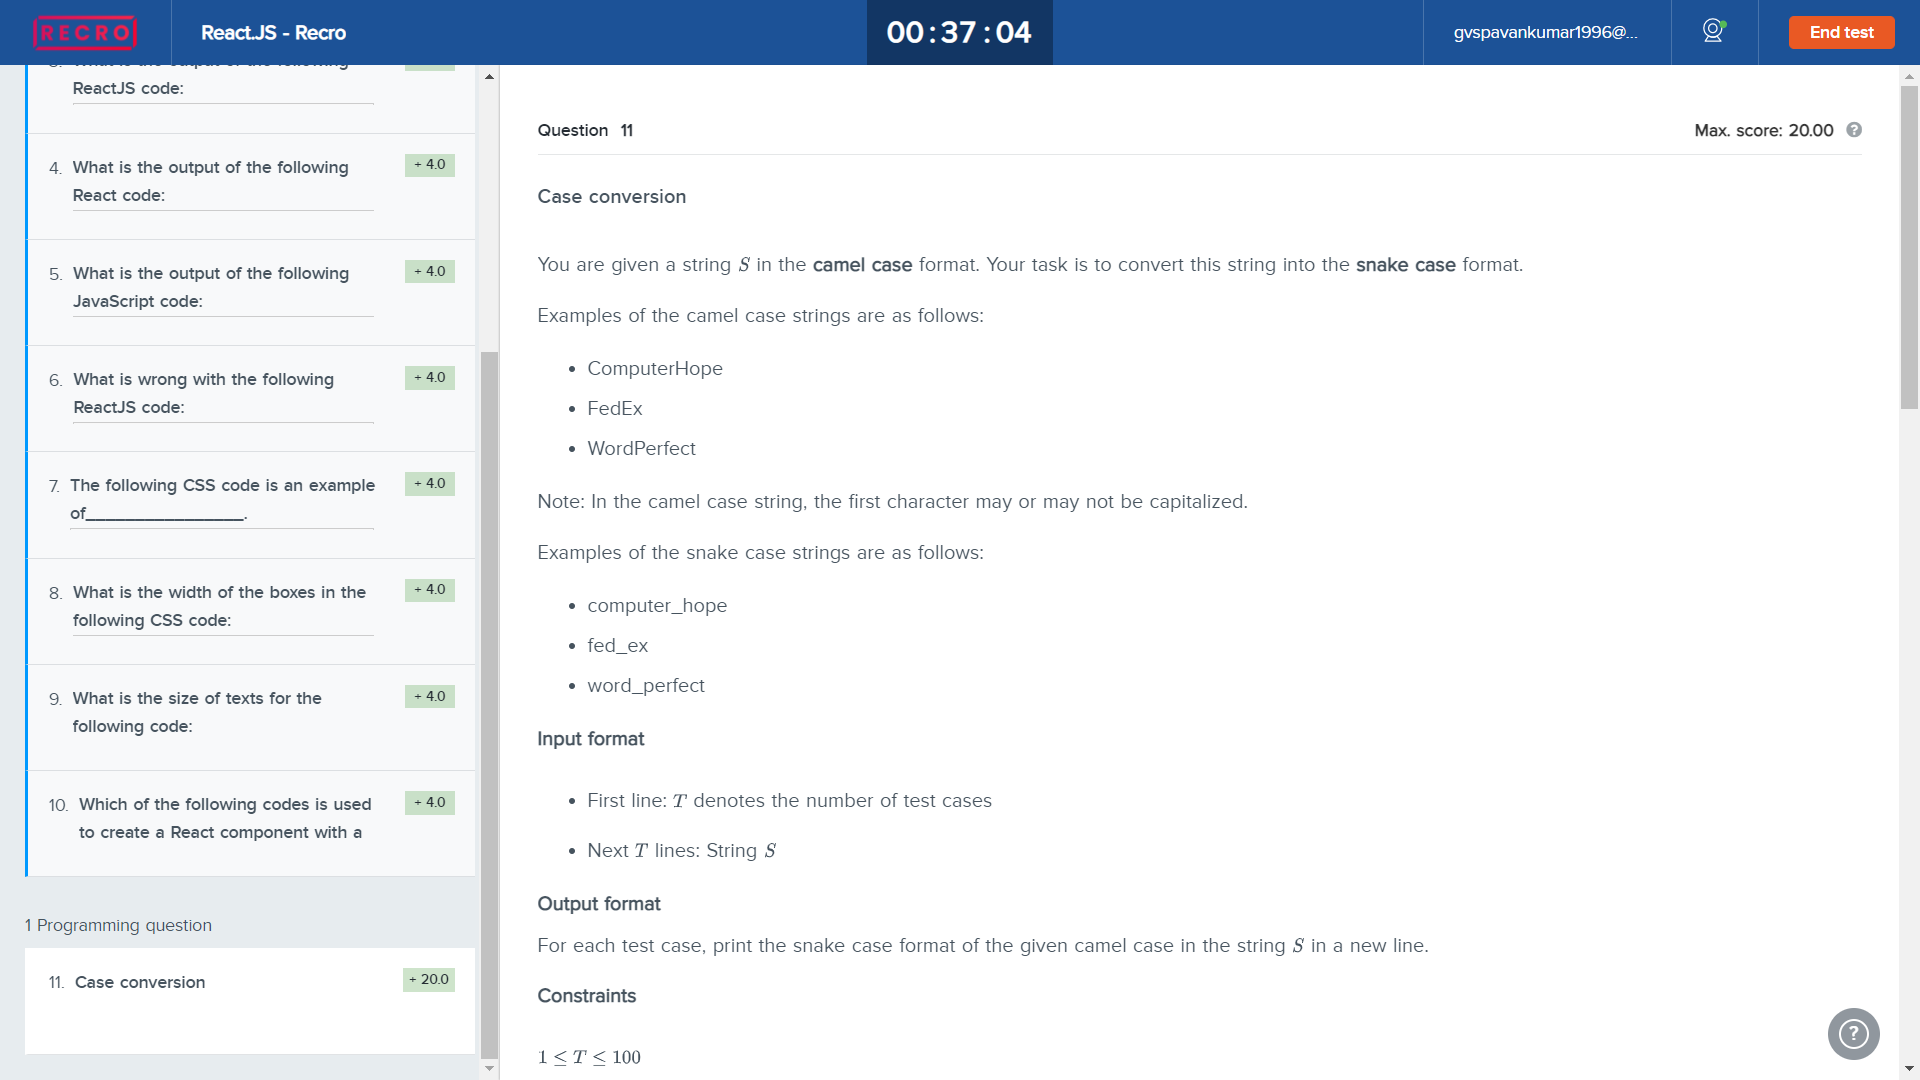 RECRO
React.JS - Recro
00 : 37 : 04
gvspavankumar1996@...
End test
ReactJS code:
4. What is the output of the following + 4.0
React code:
5. What is the output of the following + 4.0
JavaScript code:
6. What is wrong with the following + 4.0
ReactJS code:
7. The following CSS code is an example + 4.0
of________________.
8. What is the width of the boxes in the + 4.0
following CSS code:
9. What is the size of texts for the + 4.0
following code:
10. Which of the following codes is used + 4.0
to create a React component with a
1 Programming question
11. Case conversion + 20.0
Question 11
Max. score: 20.00 ?
Case conversion
You are given a string S in the camel case format. Your task is to convert this string into the snake case format.
Examples of the camel case strings are as follows:
• ComputerHope
• FedEx
• WordPerfect
Note: In the camel case string, the first character may or may not be capitalized.
Examples of the snake case strings are as follows:
• computer_hope
• fed_ex
• word_perfect
Input format
• First line: T denotes the number of test cases
• Next T lines: String S
Output format
For each test case, print the snake case format of the given camel case in the string S in a new line.
Constraints
1 ≤ T ≤ 100
?